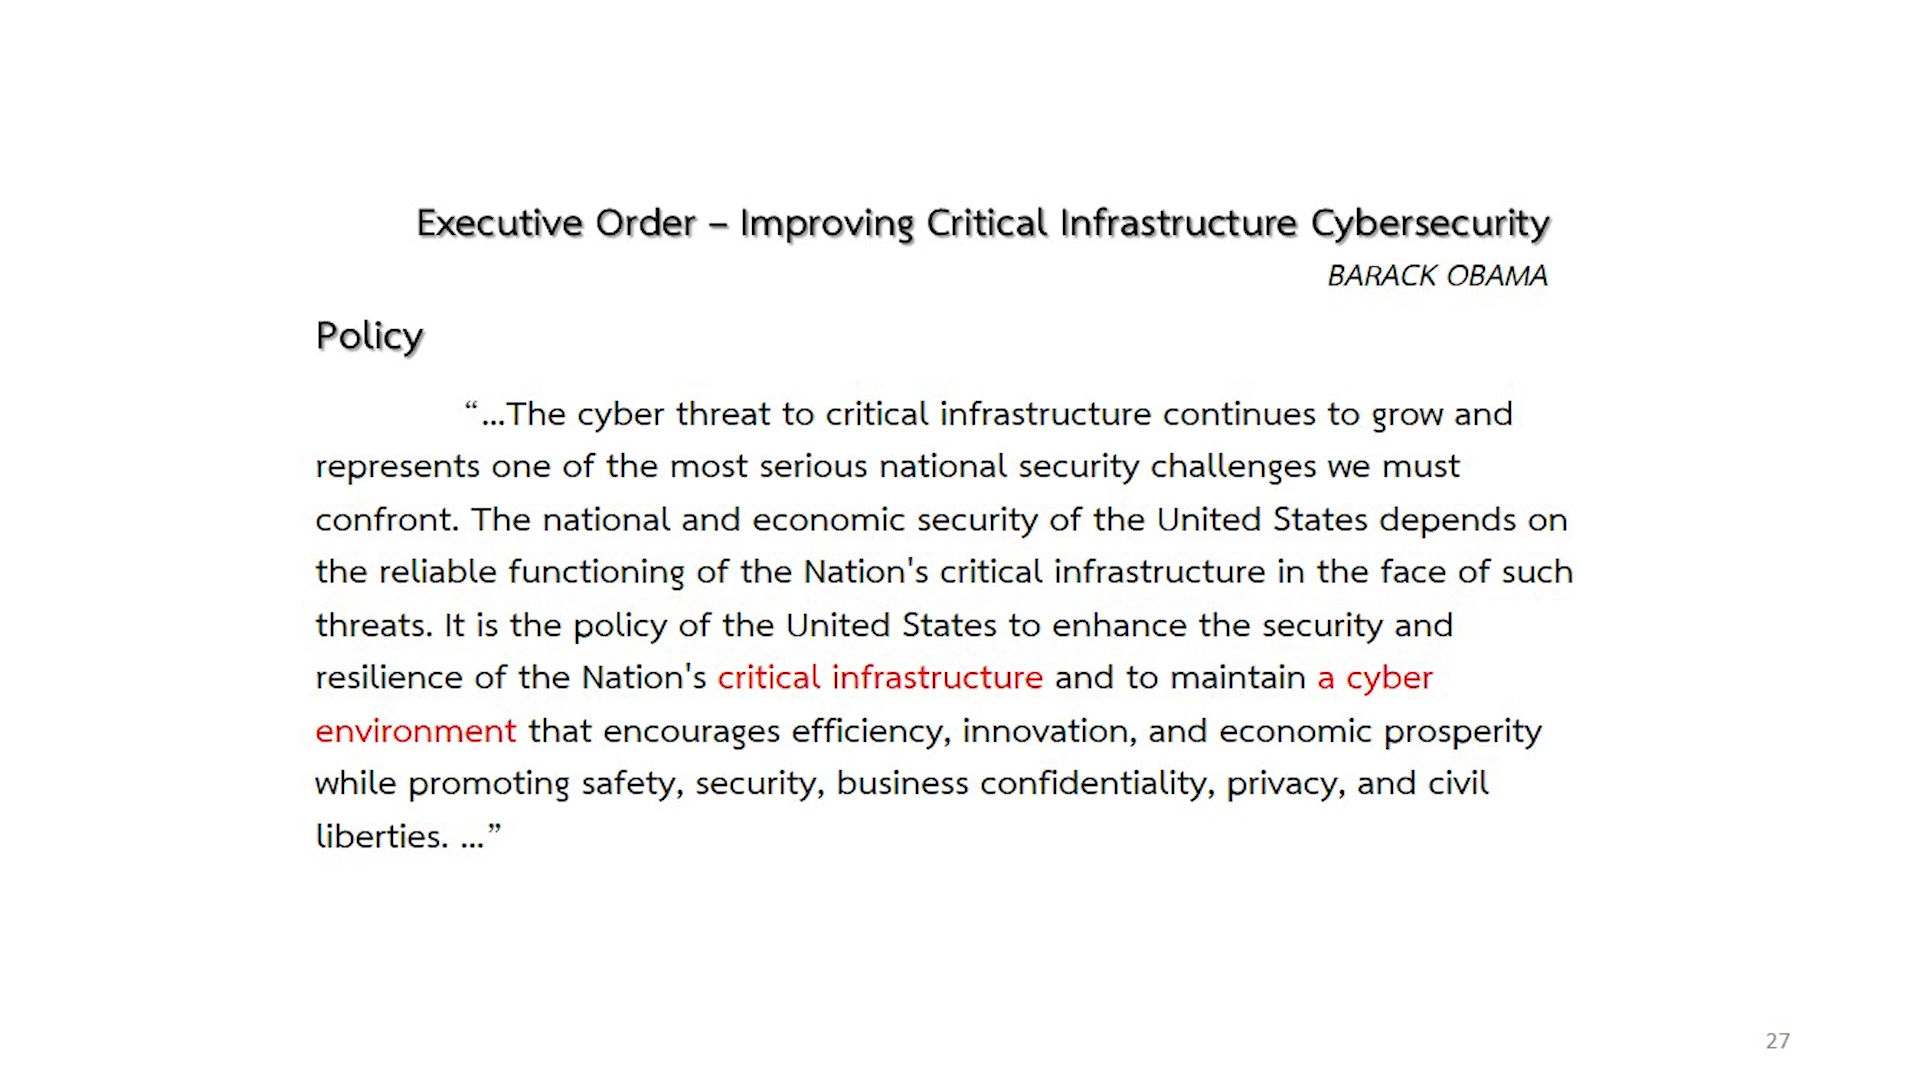 Executive Order – Improving Critical Infrastructure Cybersecurity
BARACK OBAMA
Policy
“...The cyber threat to critical infrastructure continues to grow and
represents one of the most serious national security challenges we must
confront. The national and economic security of the United States depends on
the reliable functioning of the Nation's critical infrastructure in the face of such
threats. It is the policy of the United States to enhance the security and
resilience of the Nation's critical infrastructure and to maintain a cyber
environment that encourages efficiency, innovation, and economic prosperity
while promoting safety, security, business confidentiality, privacy, and civil
liberties. ...”
27